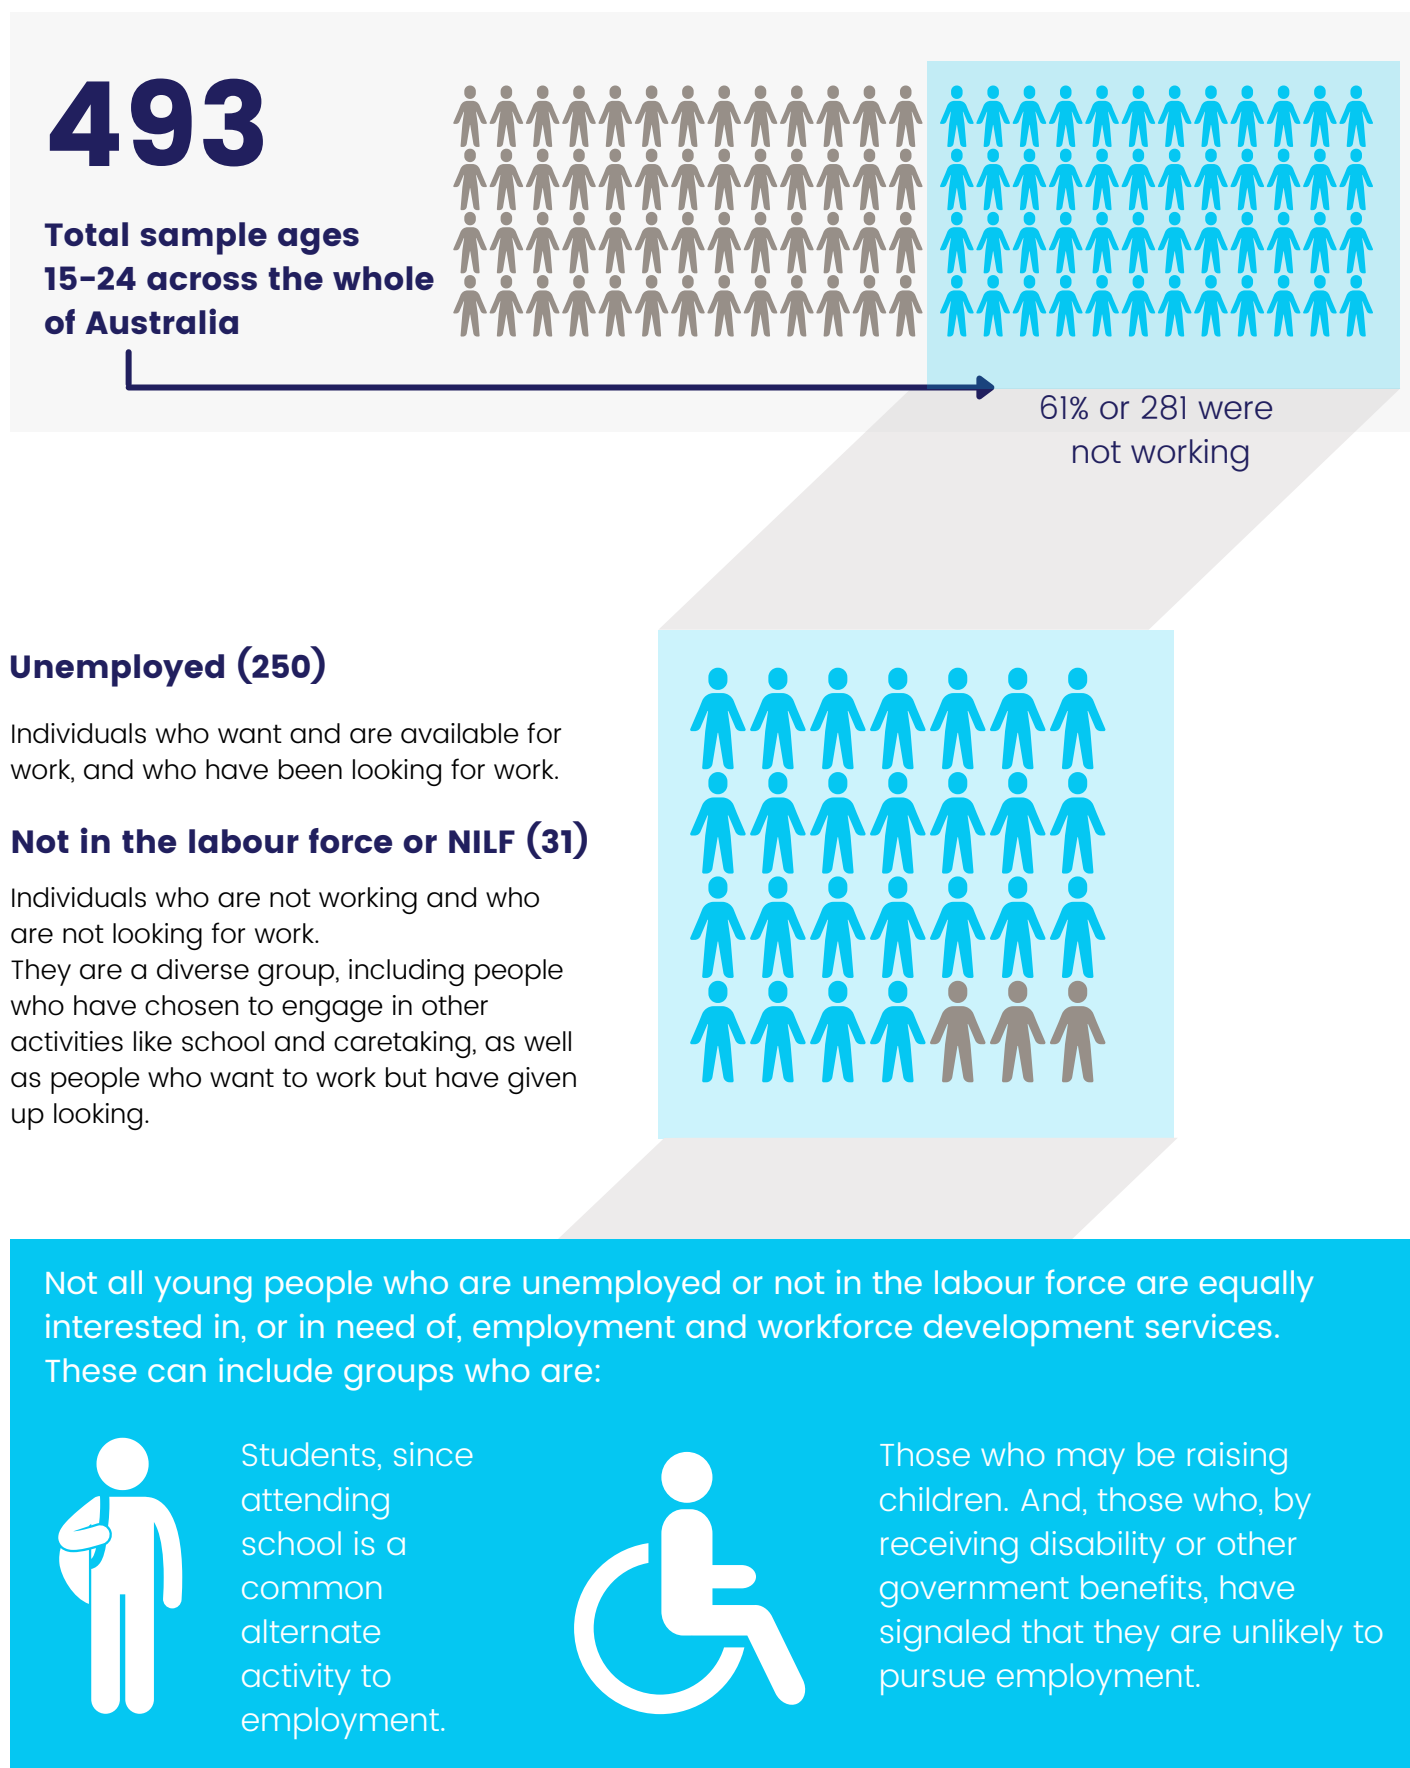 493
Total sample ages
15-24 across the whole
of Australia
61% or 281 were
not working
Unemployed (250)
Individuals who want and are available for
work, and who have been looking for work.
Not in the labour force or NILF (31)
Individuals who are not working and who
are not looking for work.
They are a diverse group, including people
who have chosen to engage in other
activities like school and caretaking, as well
as people who want to work but have given
up looking.
Not all young people who are unemployed or not in the labour force are equally
interested in, or in need of, employment and workforce development services.
These can include groups who are:
Students, since
attending
school is a
common
alternate
activity to
employment.
Those who may be raising
children. And, those who, by
receiving disability or other
government benefits, have
signaled that they are unlikely to
pursue employment.